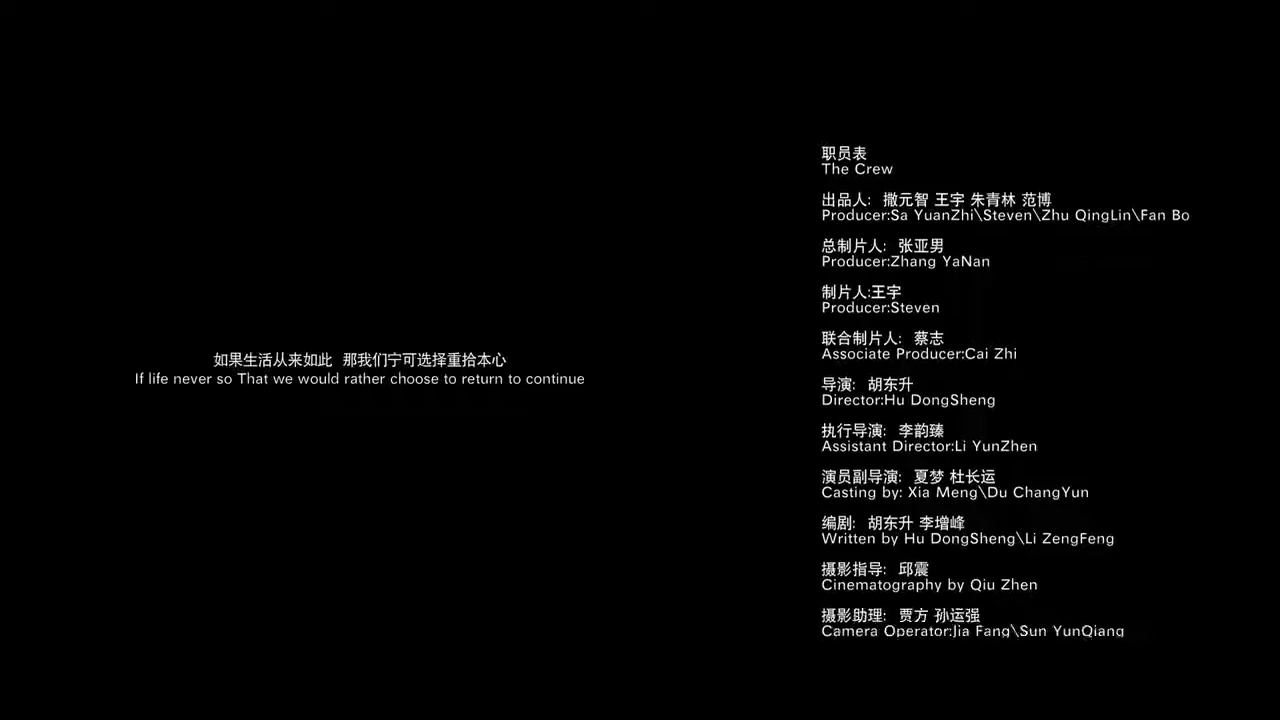 如果生活从来如此 那我们宁可选择重拾本心
If life never so That we would rather choose to return to continue
职员表
The Crew
出品人: 撒元智 王宇 朱青林 范博
Producer:Sa YuanZhi\Steven\Zhu QingLin\Fan Bo
总制片人: 张亚男
Producer:Zhang YaNan
制片人:王宇
Producer:Steven
联合制片人: 蔡志
Associate Producer:Cai Zhi
导演: 胡东升
Director:Hu DongSheng
执行导演: 李韵臻
Assistant Director:Li YunZhen
演员副导演: 夏梦 杜长运
Casting by: Xia Meng\Du ChangYun
编剧: 胡东升 李增峰
Written by Hu DongSheng\Li ZengFeng
摄影指导: 邱震
Cinematography by Qiu Zhen
摄影助理: 贾方 孙运强
Camera Operator:Jia Fang\Sun YunQiang